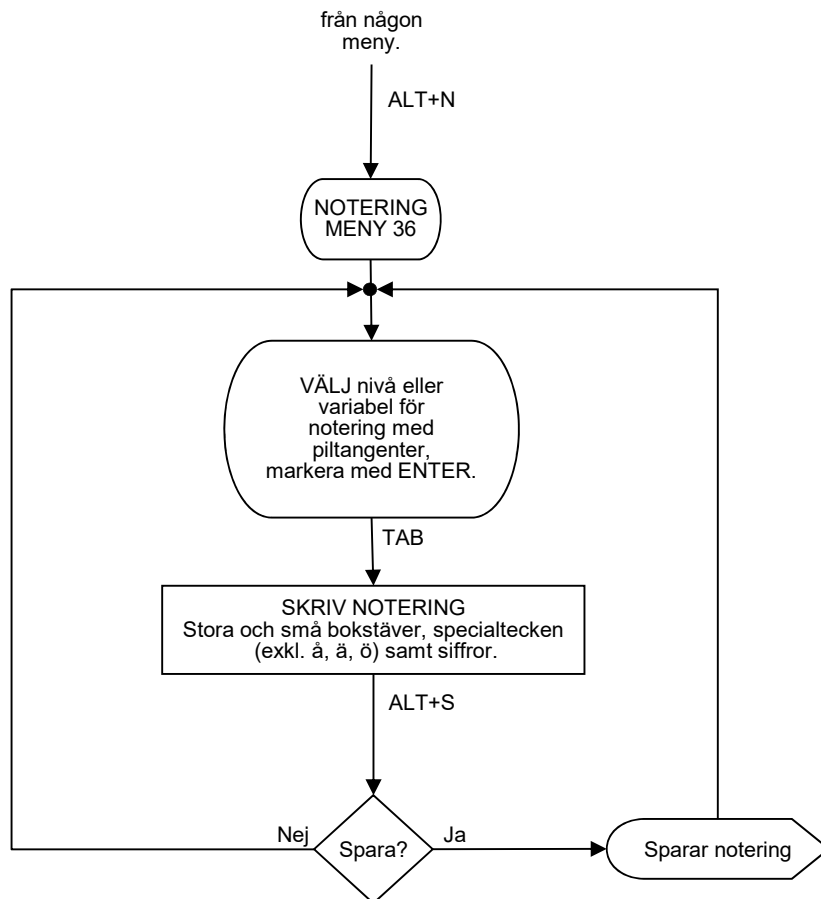 från någon
meny.
ALT+N
NOTERING
MENY 36
VÄLJ nivå eller
variabel för
notering med
piltangenter,
markera med ENTER.
TAB
SKRIV NOTERING
Stora och små bokstäver, specialtecken
(exkl. å, ä, ö) samt siffror.
ALT+S
Nej
Spara?
Ja
Sparar notering